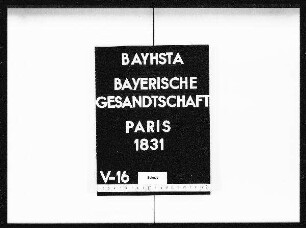 BAYHSTA
BAYERISCHE
GESANDTSCHAFT
PARIS
1831
V-16